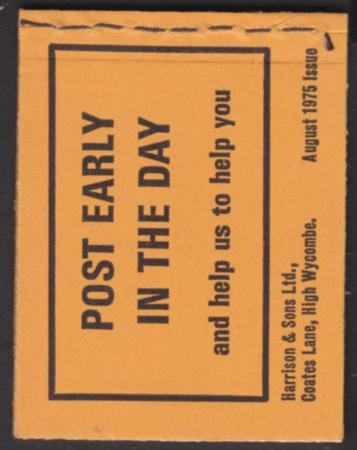 POST EARLY
IN THE DAY
and help us to help you
Harrison & Sons Ltd.,
Coates Lane, High Wycombe. August 1975 Issue